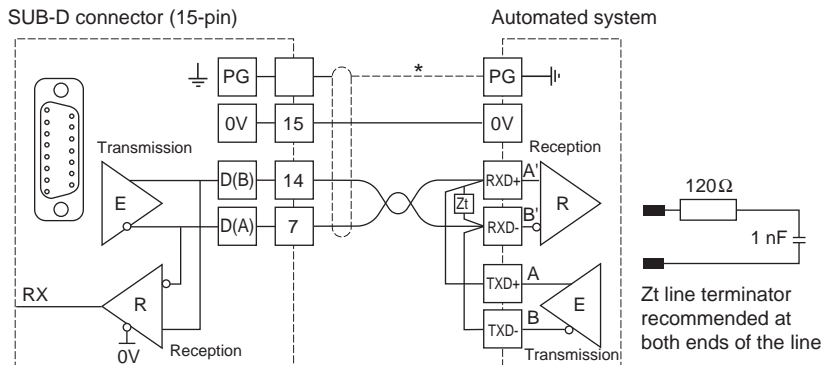 SUB-D connector (15-pin)
Automated system
PG
*
PG
0V
15
0V
Transmission
Reception
D(B)
14
RXD+
A'
E
Zt
R
120Ω
D(A)
7
RXD-
B'
1 nF
RX
R
TXD+
A
E
Zt line terminator
recommended at
both ends of the line
0V
Reception
TXD-
B
Transmission